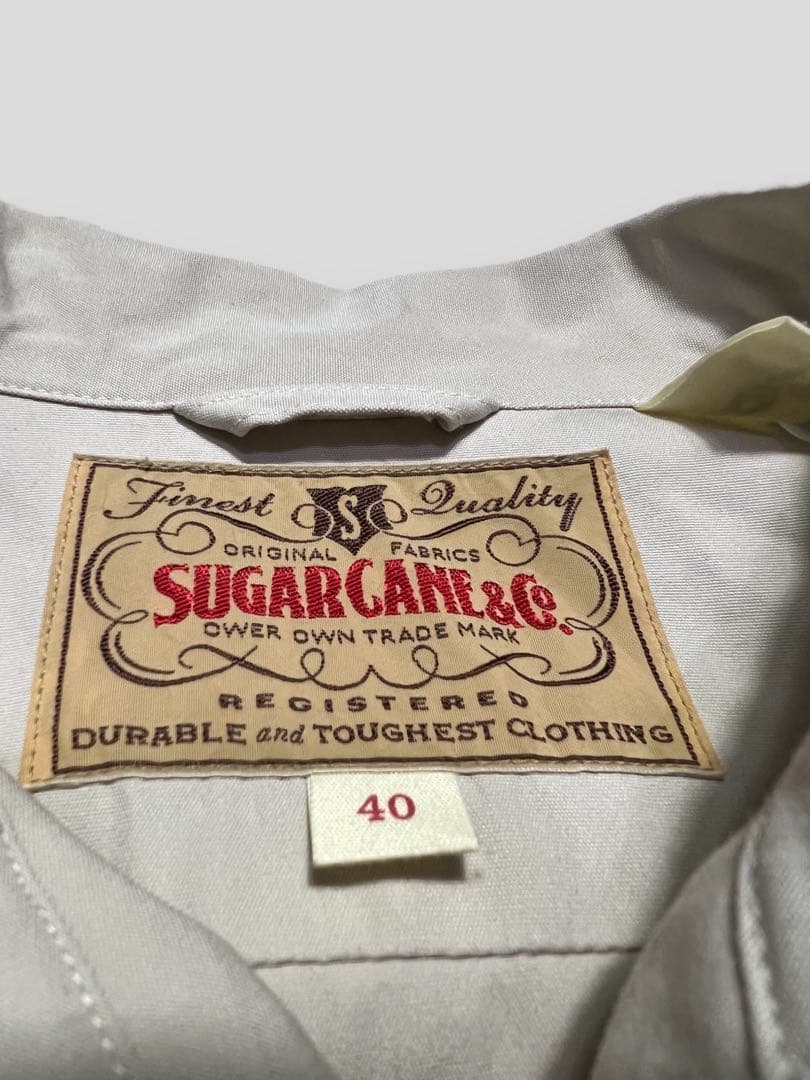 Finest S Quality
ORIGINAL FABRICS
SUGAR CANE & Co.
OWER OWN TRADE MARK
REGISTERED
DURABLE and TOUGHEST CLOTHING
40